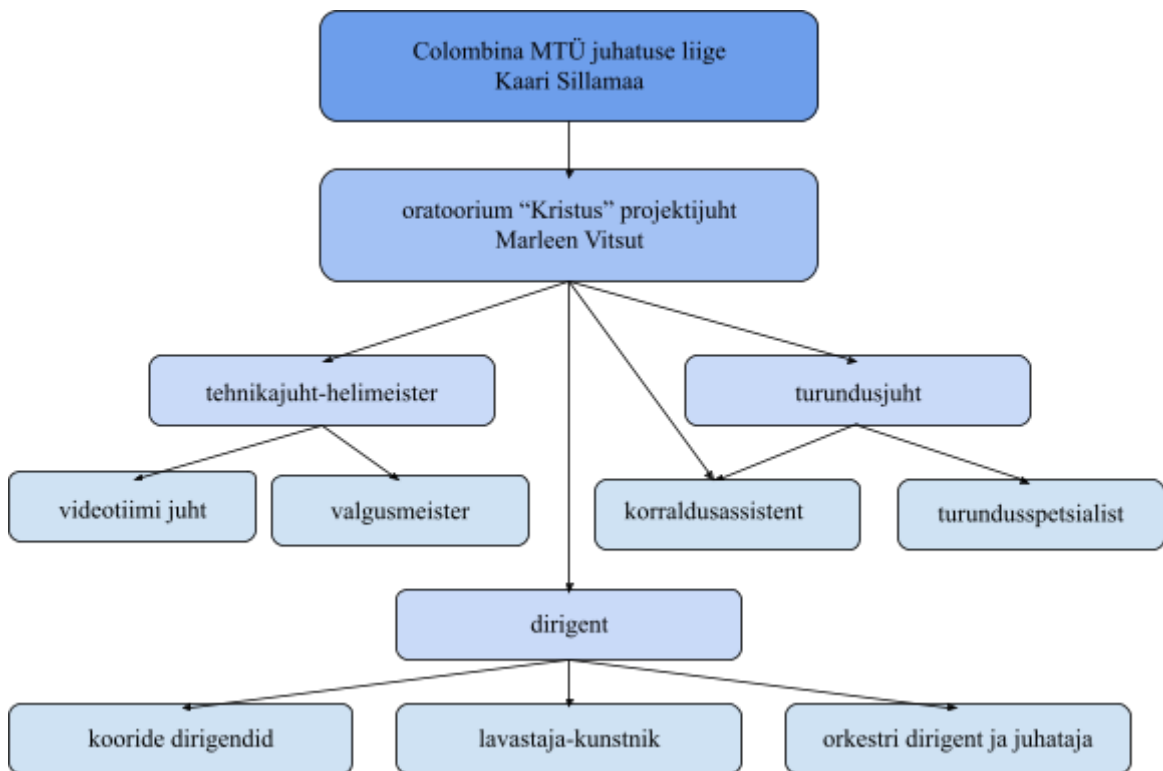 Colombina MTÜ juhatuse liige
Kaari Sillamaa
oratoorium “Kristus” projektijuht
Marleen Vitsut
tehnikajuht-helimeister
turundusjuht
videotiimi juht
valgusmeister
korraldusassistent
turundusspetsialist
dirigent
kooride dirigendid
lavastaja-kunstnik
orkestri dirigent ja juhataja